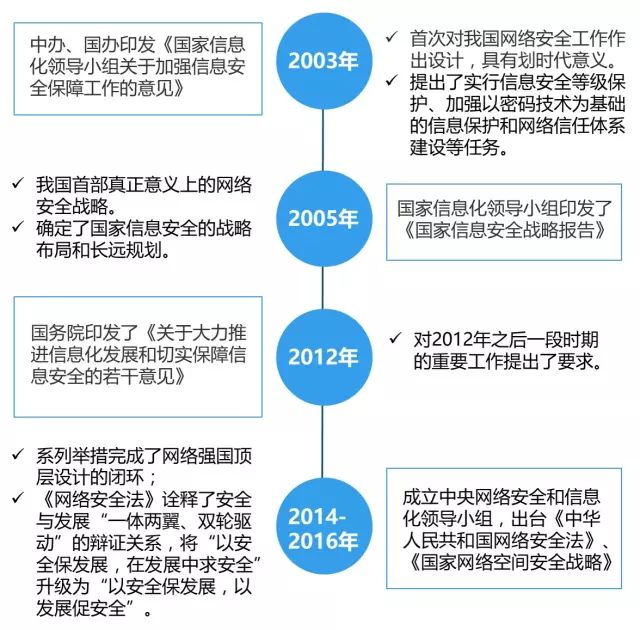 中办、国办印发《国家信息
化领导小组关于加强信息安
全保障工作的意见》
2003年
✓ 首次对我国网络安全工作作
出设计，具有划时代意义。
✓ 提出了实行信息安全等级保
护、加强以密码技术为基础
的信息保护和网络信任体系
建设等任务。
✓ 我国首部真正意义上的网络
安全战略。
✓ 确定了国家信息安全的战略
布局和长远规划。
2005年
国家信息化领导小组印发了
《国家信息安全战略报告》
国务院印发了《关于大力推
进信息化发展和切实保障信
息安全的若干意见》
2012年
✓ 对2012年之后一段时期
的重要工作提出了要求。
✓ 系列举措完成了网络强国顶
层设计的闭环；
✓ 《网络安全法》诠释了安全
与发展“一体两翼、双轮驱
动”的辩证关系，将“以安
全保发展，在发展中求安全”
升级为“以安全保发展，以
发展促安全”。
2014-
2016年
成立中央网络安全和信息
化领导小组，出台《中华
人民共和国网络安全法》、
《国家网络空间安全战略》